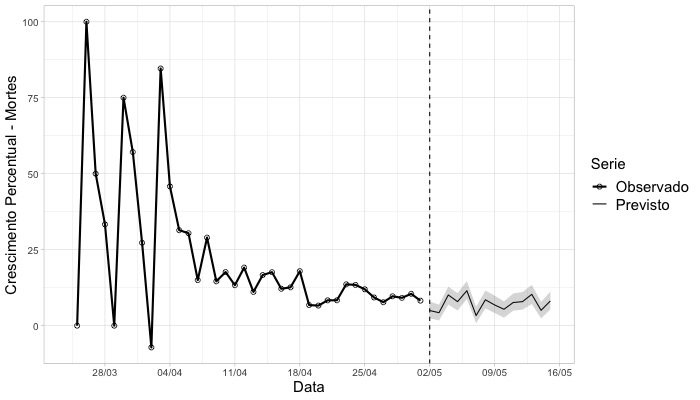 Crescimento Percentual - Mortes
100
75
50
25
0
28/03 04/04 11/04 18/04 25/04 02/05 09/05 16/05
Data
Serie
Observado
Previsto